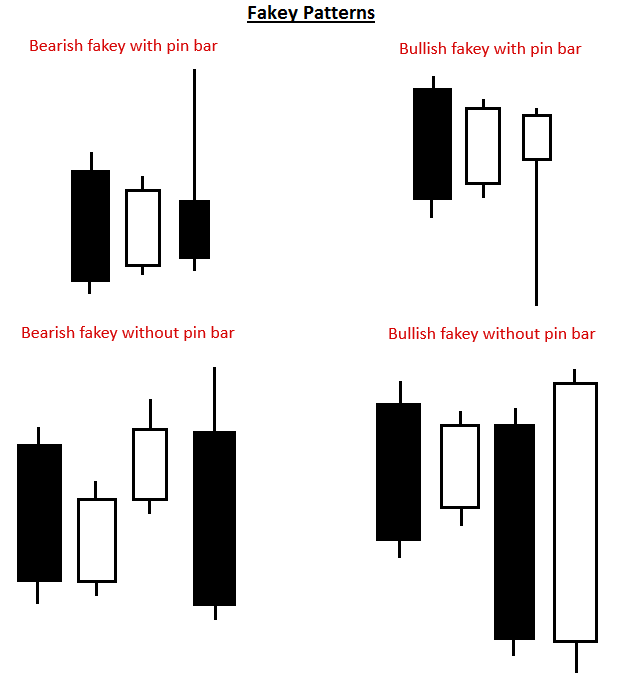 Fakey Patterns
Bearish fakey with pin bar
Bullish fakey with pin bar
Bearish fakey without pin bar
Bullish fakey without pin bar